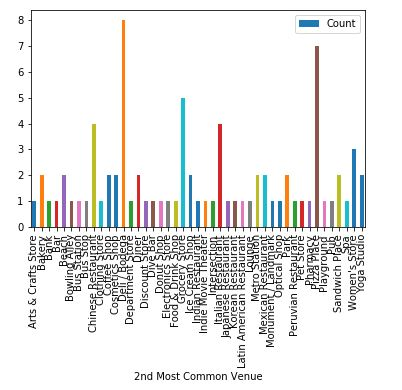 Count
8
7
6
5
4
3
2
1
0
Arts & Crafts Store
Bakery
Bank
Bar
Beach
Bowling Alley
Bus Station
Bus Stop
Chinese Restaurant
Clothing Store
Coffee Shop
Cosmetics Shop
Deli / Bodega
Department Store
Diner
Discount Store
Dive Bar
Donut Shop
Electronics Store
Food & Drink Shop
Grocery Store
Ice Cream Shop
Indian Restaurant
Indie Movie Theater
Intersection
Italian Restaurant
Japanese Restaurant
Korean Restaurant
Latin American Restaurant
Lounge
Metro Station
Mexican Restaurant
Monument / Landmark
Optical Shop
Park
Peruvian Restaurant
Pet Store
Pharmacy
Pizza Place
Playground
Pub
Sandwich Place
Spa
Women's Store
Yoga Studio
2nd Most Common Venue